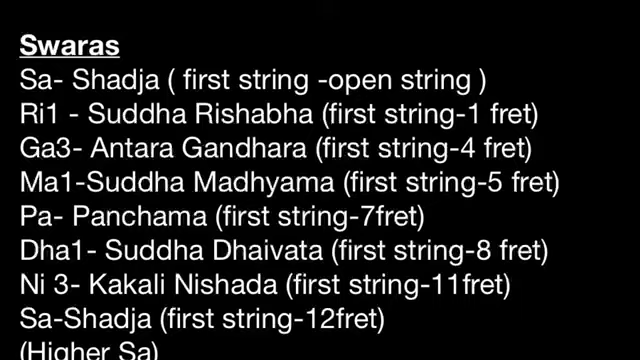 Swaras
Sa- Shadja ( first string -open string )
Ri1 - Suddha Rishabha (first string-1 fret)
Ga3- Antara Gandhara (first string-4 fret)
Ma1-Suddha Madhyama (first string-5 fret)
Pa- Panchama (first string-7fret)
Dha1- Suddha Dhaivata (first string-8 fret)
Ni 3- Kakali Nishada (first string-11fret)
Sa-Shadja (first string-12fret)
(Higher Sa)